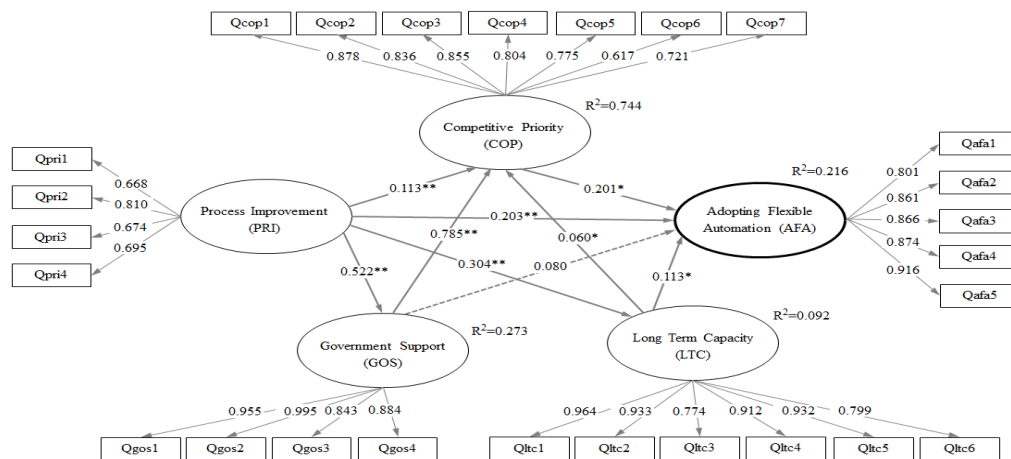 Qcop1 Qcop2 Qcop3 Qcop4 Qcop5 Qcop6 Qcop7
0.878 0.836 0.855 0.804 0.775 0.617 0.721
R²=0.744
Competitive Priority
(COP)
Qpri1
Qpri2
Qpri3
Qpri4
0.668
0.810
0.674
0.695
Process Improvement
(PRI)
0.113**
0.201*
0.203**
0.785**
0.060*
0.522**
0.304**
0.080
0.113*
R²=0.216
Adopting Flexible
Automation (AFA)
0.801
0.861
0.866
0.874
0.916
Qafa1
Qafa2
Qafa3
Qafa4
Qafa5
R²=0.273
Government Support
(GOS)
R²=0.092
Long Term Capacity
(LTC)
0.955 0.995 0.843 0.884
Qgos1 Qgos2 Qgos3 Qgos4
0.964 0.933 0.774 0.912 0.932 0.799
Qltc1 Qltc2 Qltc3 Qltc4 Qltc5 Qltc6